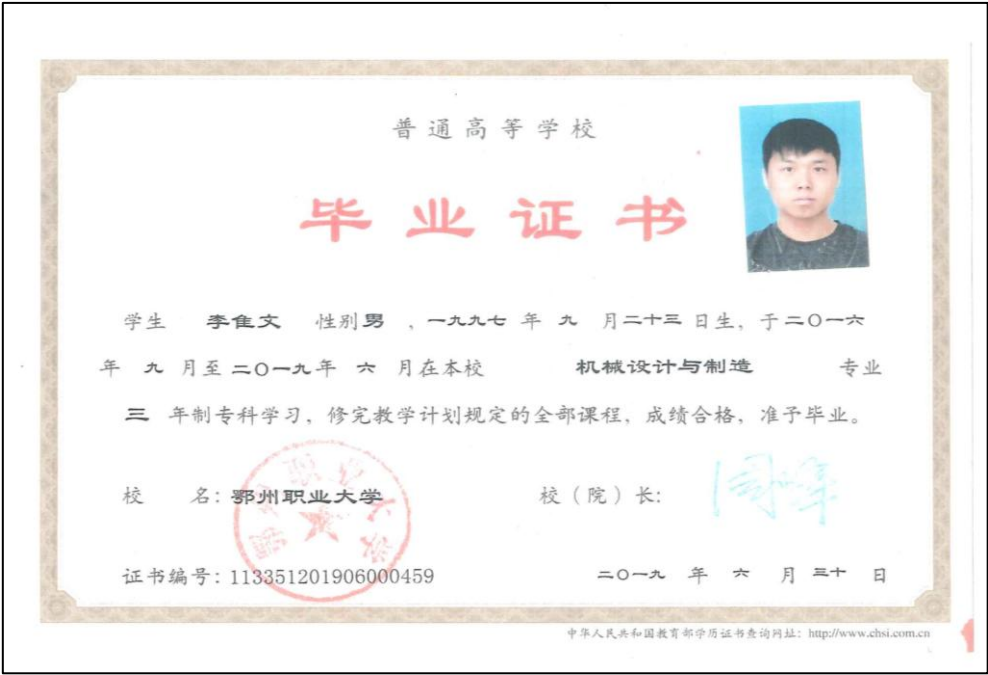 普通高等学校
毕业证书
学生 李隹文 性别男 ，一九九七 年 九 月二十三日生，于二〇一六
年 九 月至二〇一九年 六 月在本校 机械设计与制造 专业
三 年制专科学习，修完教学计划规定的全部课程，成绩合格，准予毕业。
校 名：鄂州职业大学 校（院）长：
证书编号：113351201906000459 二〇一九 年 六 月 三十 日
中华人民共和国教育部学历证书查询网址：http://www.chsi.com.cn